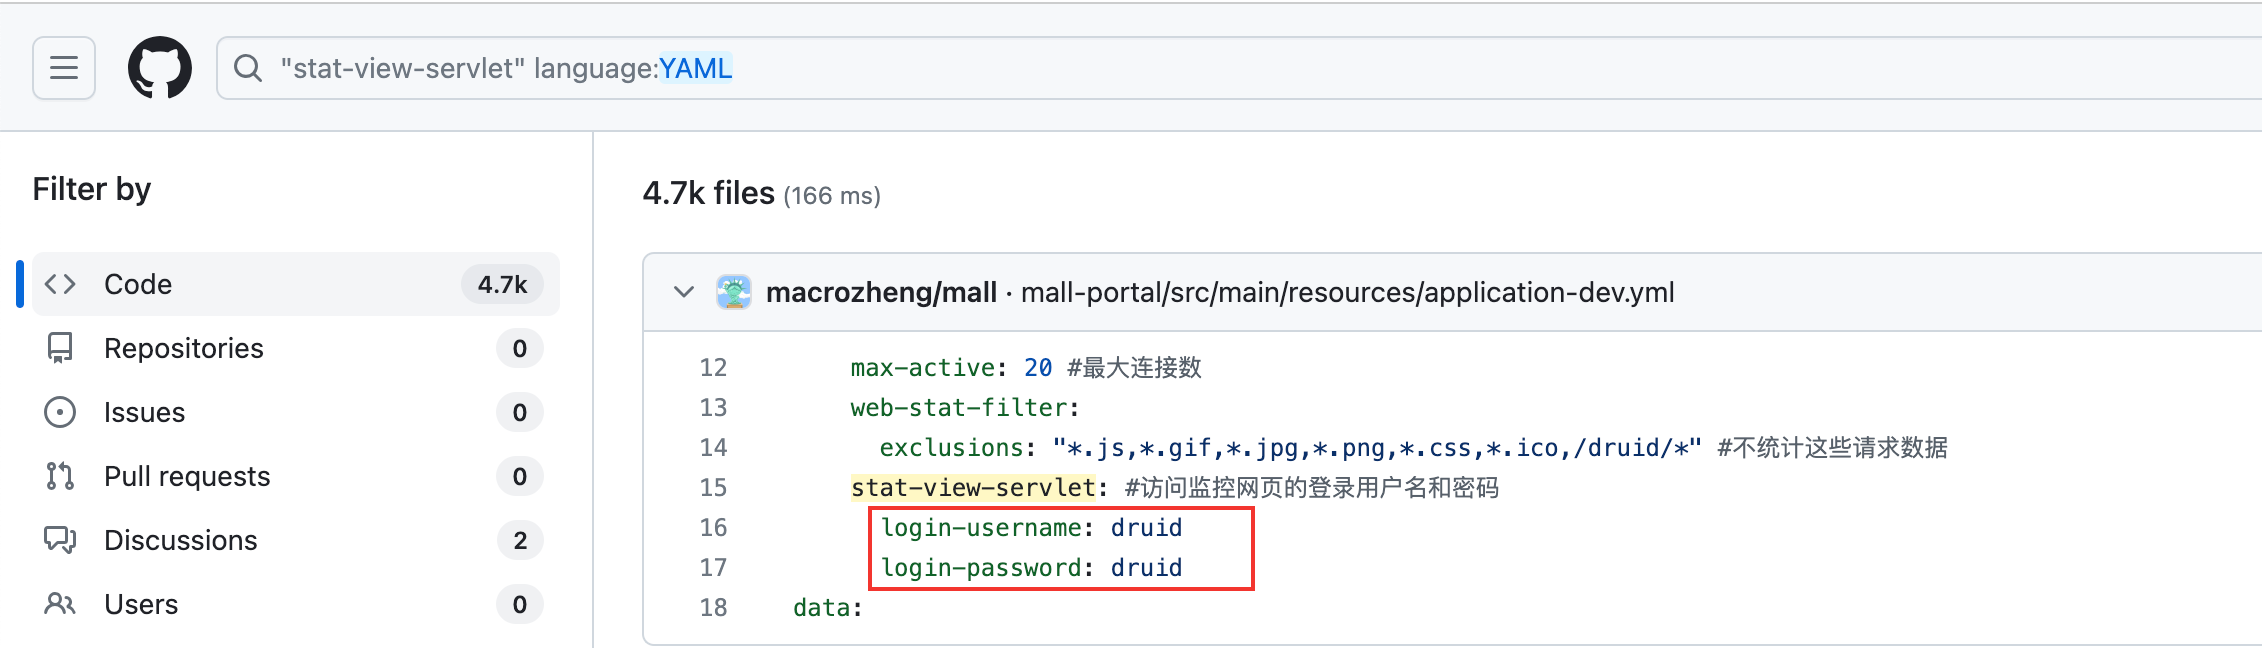 "stat-view-servlet" language:YAML
Filter by
Code 4.7k
Repositories 0
Issues 0
Pull requests 0
Discussions 2
Users 0
4.7k files (166 ms)
macrozheng/mall · mall-portal/src/main/resources/application-dev.yml
12 max-active: 20 #最大连接数
13 web-stat-filter:
14 exclusions: "*.js,*.gif,*.jpg,*.png,*.css,*.ico,/druid/*" #不统计这些请求数据
15 stat-view-servlet: #访问监控网页的登录用户名和密码
16 login-username: druid
17 login-password: druid
18 data: